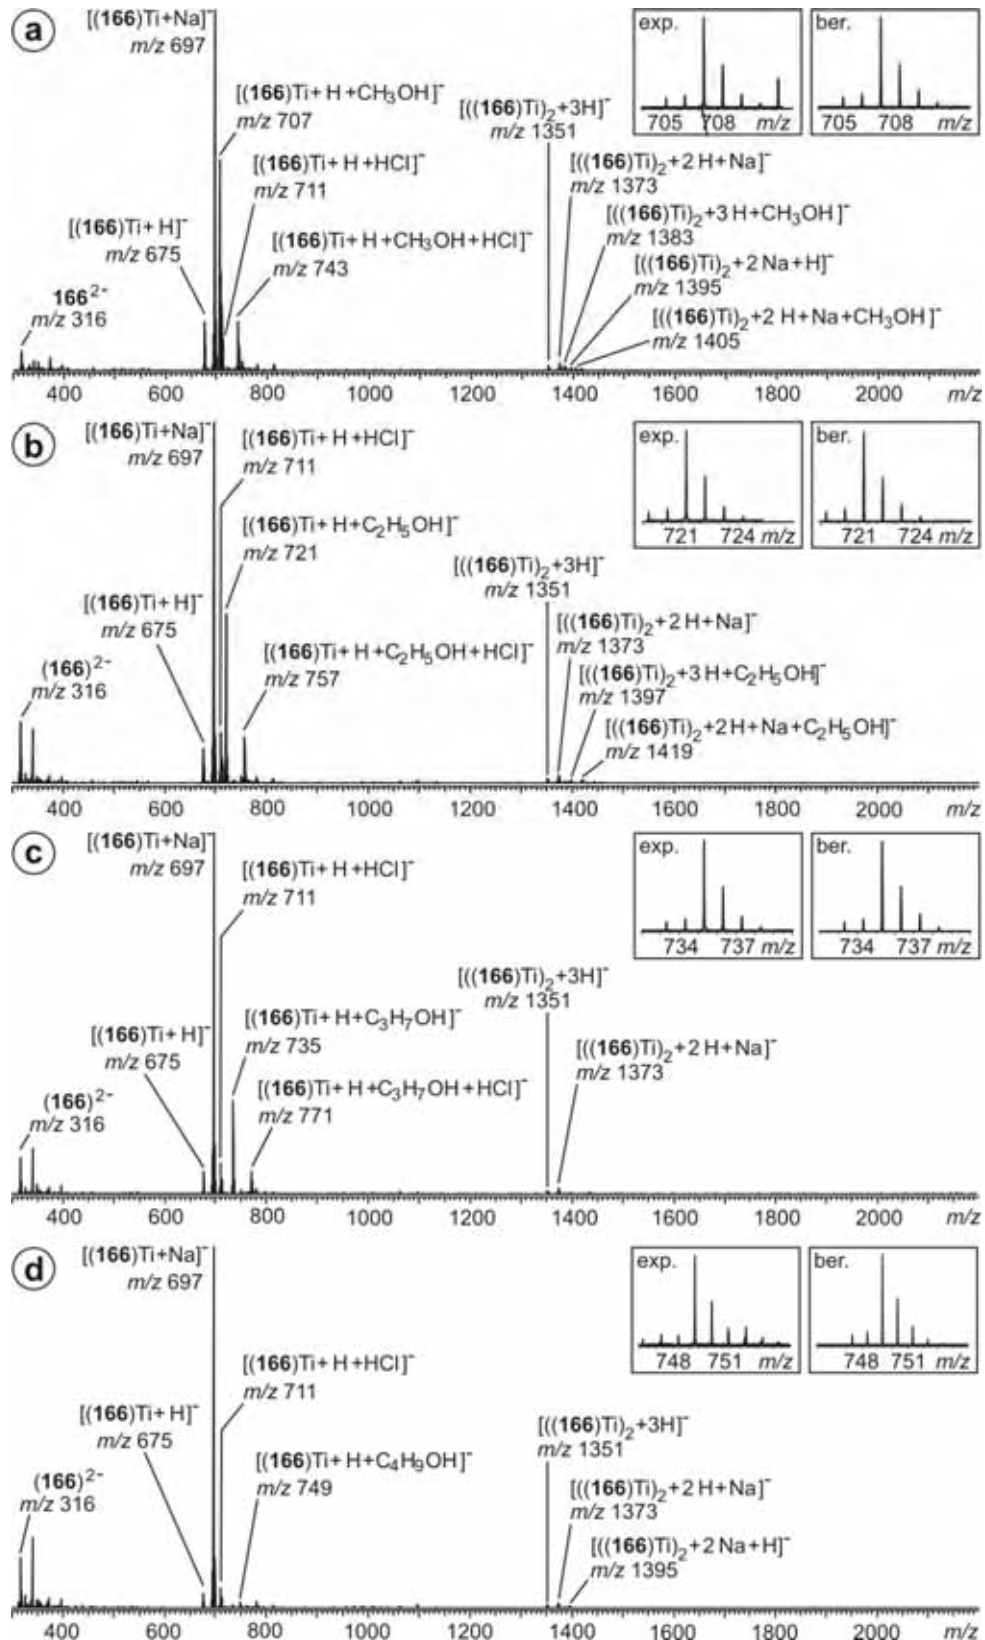 a
[(166)Ti+Na]⁻
m/z 697
[(166)Ti+H+CH₃OH]⁻
m/z 707
[(166)Ti+H+HCl]⁻
m/z 711
[(166)Ti+H]⁻
m/z 675
[(166)Ti+H+CH₃OH+HCl]⁻
m/z 743
166²⁻
m/z 316
[((166)Ti)₂+3H]⁻
m/z 1351
[((166)Ti)₂+2H+Na]⁻
m/z 1373
[((166)Ti)₂+3H+CH₃OH]⁻
m/z 1383
[((166)Ti)₂+2Na+H]⁻
m/z 1395
[((166)Ti)₂+2H+Na+CH₃OH]⁻
m/z 1405
exp.
705 708 m/z
ber.
705 708 m/z
400 600 800 1000 1200 1400 1600 1800 2000 m/z
b
[(166)Ti+Na]⁻
m/z 697
[(166)Ti+H+HCl]⁻
m/z 711
[(166)Ti+H+C₂H₅OH]⁻
m/z 721
[(166)Ti+H]⁻
m/z 675
[(166)Ti+H+C₂H₅OH+HCl]⁻
m/z 757
(166)²⁻
m/z 316
[((166)Ti)₂+3H]⁻
m/z 1351
[((166)Ti)₂+2H+Na]⁻
m/z 1373
[((166)Ti)₂+3H+C₂H₅OH]⁻
m/z 1397
[((166)Ti)₂+2H+Na+C₂H₅OH]⁻
m/z 1419
exp.
721 724 m/z
ber.
721 724 m/z
400 600 800 1000 1200 1400 1600 1800 2000 m/z
c
[(166)Ti+Na]⁻
m/z 697
[(166)Ti+H+HCl]⁻
m/z 711
[(166)Ti+H]⁻
m/z 675
[(166)Ti+H+C₃H₇OH]⁻
m/z 735
[(166)Ti+H+C₃H₇OH+HCl]⁻
m/z 771
(166)²⁻
m/z 316
[((166)Ti)₂+3H]⁻
m/z 1351
[((166)Ti)₂+2H+Na]⁻
m/z 1373
exp.
734 737 m/z
ber.
734 737 m/z
400 600 800 1000 1200 1400 1600 1800 2000 m/z
d
[(166)Ti+Na]⁻
m/z 697
[(166)Ti+H+HCl]⁻
m/z 711
[(166)Ti+H]⁻
m/z 675
[(166)Ti+H+C₄H₉OH]⁻
m/z 749
(166)²⁻
m/z 316
[((166)Ti)₂+3H]⁻
m/z 1351
[((166)Ti)₂+2H+Na]⁻
m/z 1373
[((166)Ti)₂+2Na+H]⁻
m/z 1395
exp.
748 751 m/z
ber.
748 751 m/z
400 600 800 1000 1200 1400 1600 1800 2000 m/z